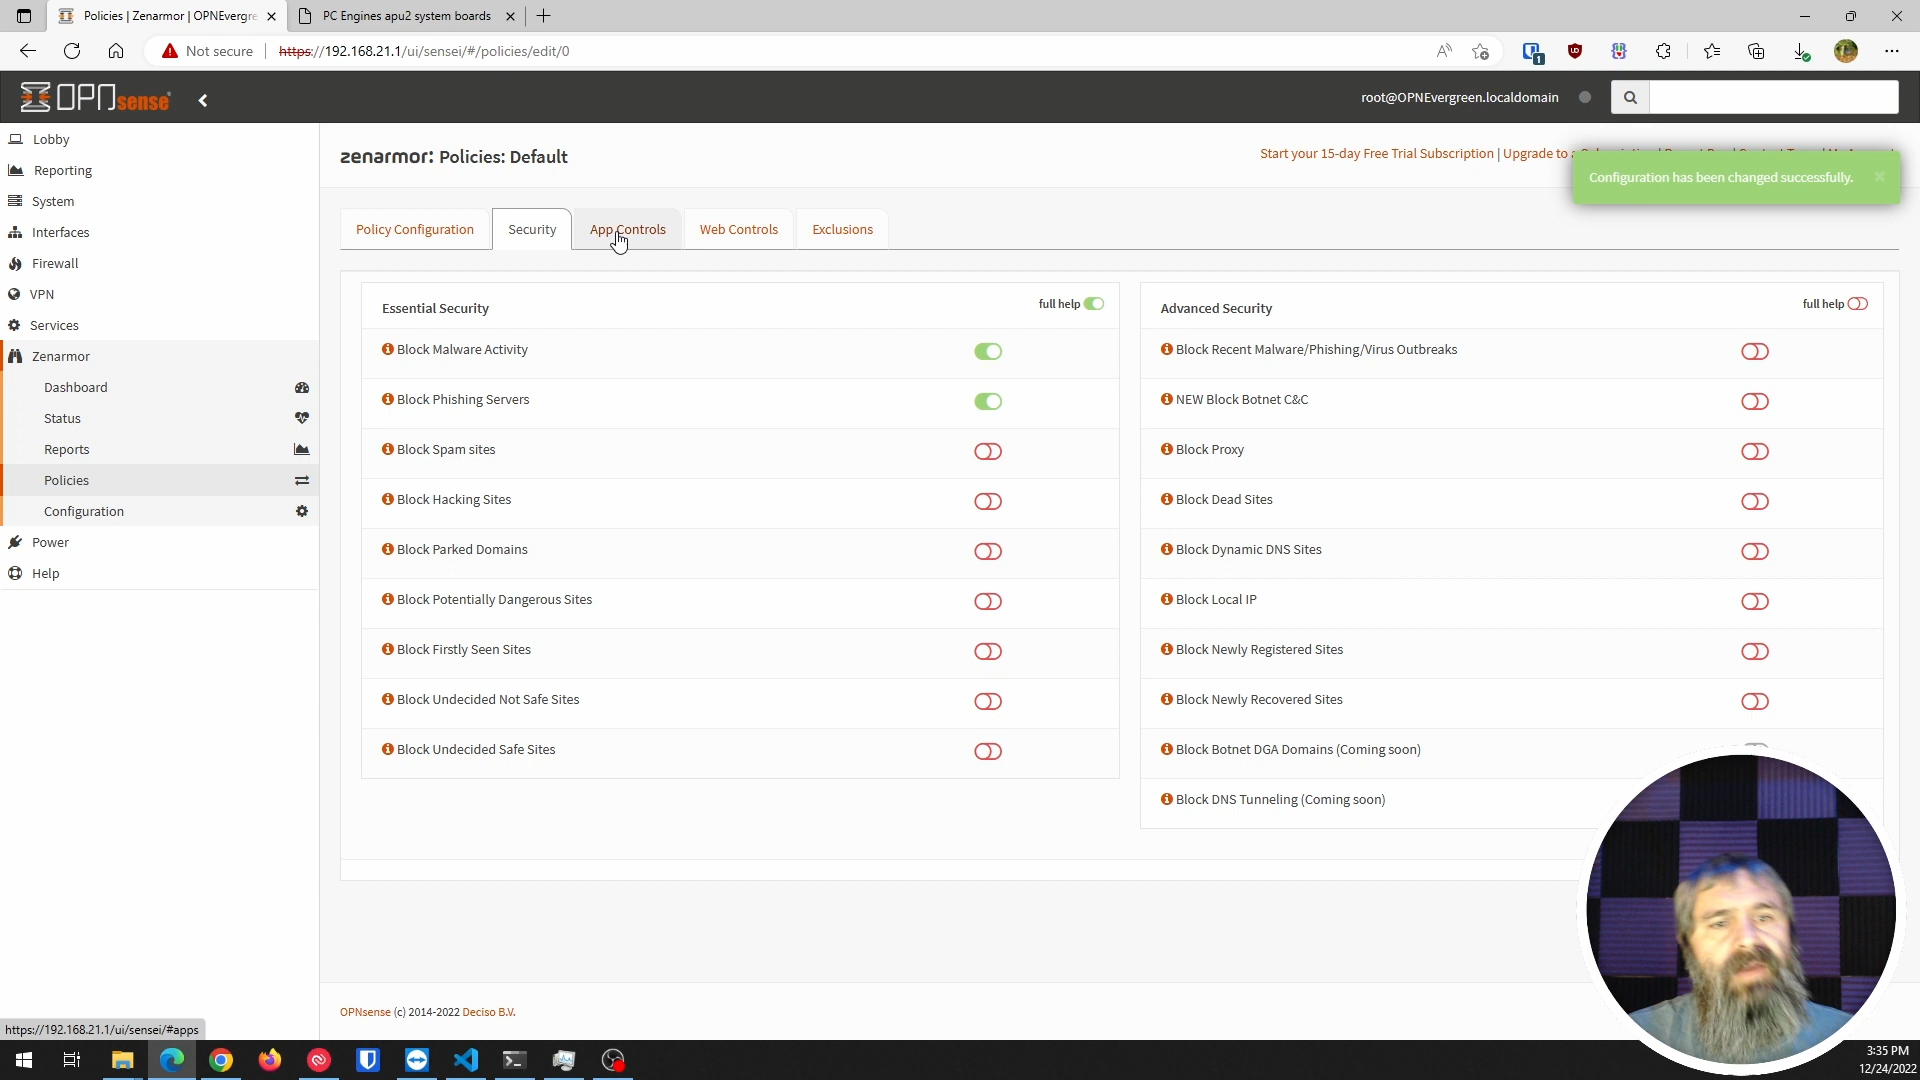 Policies | Zenarmor | OPNEvergre
PC Engines apu2 system boards
Not secure
https://192.168.21.1/ui/sensei/#/policies/edit/0
1
OPNsense
root@OPNEvergreen.localdomain
Lobby
Reporting
System
Interfaces
Firewall
VPN
Services
Zenarmor
Dashboard
Status
Reports
Policies
Configuration
Power
Help
zenarmor: Policies: Default
Start your 15-day Free Trial Subscription | Upgrade to
Configuration has been changed successfully.
Policy Configuration
Security
App Controls
Web Controls
Exclusions
Essential Security
full help
Block Malware Activity
Block Phishing Servers
Block Spam sites
Block Hacking Sites
Block Parked Domains
Block Potentially Dangerous Sites
Block Firstly Seen Sites
Block Undecided Not Safe Sites
Block Undecided Safe Sites
Advanced Security
full help
Block Recent Malware/Phishing/Virus Outbreaks
NEW Block Botnet C&C
Block Proxy
Block Dead Sites
Block Dynamic DNS Sites
Block Local IP
Block Newly Registered Sites
Block Newly Recovered Sites
Block Botnet DGA Domains (Coming soon)
Block DNS Tunneling (Coming soon)
OPNsense (c) 2014-2022 Deciso B.V.
https://192.168.21.1/ui/sensei/#apps
3:35 PM
12/24/2022